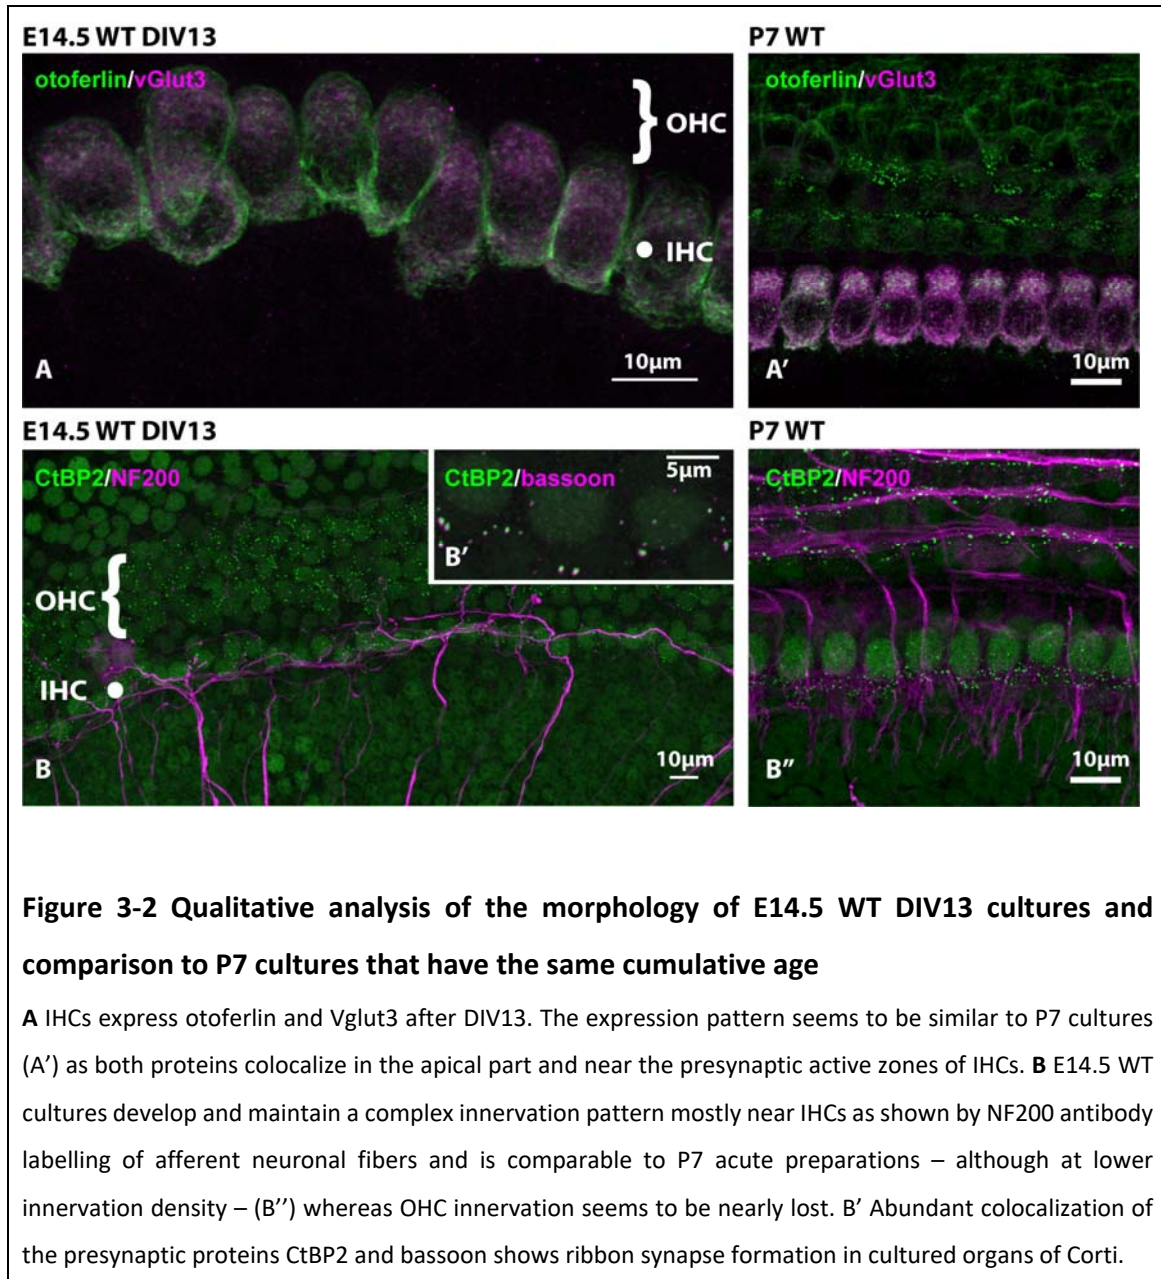 E14.5 WT DIV13
P7 WT
otoferlin/vGlut3
OHC
IHC
10µm
A
otoferlin/vGlut3
10µm
A'
E14.5 WT DIV13
P7 WT
CtBP2/NF200
OHC
IHC
10µm
B
CtBP2/bassoon
5µm
B'
CtBP2/NF200
10µm
B"
Figure 3-2 Qualitative analysis of the morphology of E14.5 WT DIV13 cultures and
comparison to P7 cultures that have the same cumulative age
A IHCs express otoferlin and Vglut3 after DIV13. The expression pattern seems to be similar to P7 cultures
(A’) as both proteins colocalize in the apical part and near the presynaptic active zones of IHCs. B E14.5 WT
cultures develop and maintain a complex innervation pattern mostly near IHCs as shown by NF200 antibody
labelling of afferent neuronal fibers and is comparable to P7 acute preparations – although at lower
innervation density – (B’’) whereas OHC innervation seems to be nearly lost. B’ Abundant colocalization of
the presynaptic proteins CtBP2 and bassoon shows ribbon synapse formation in cultured organs of Corti.